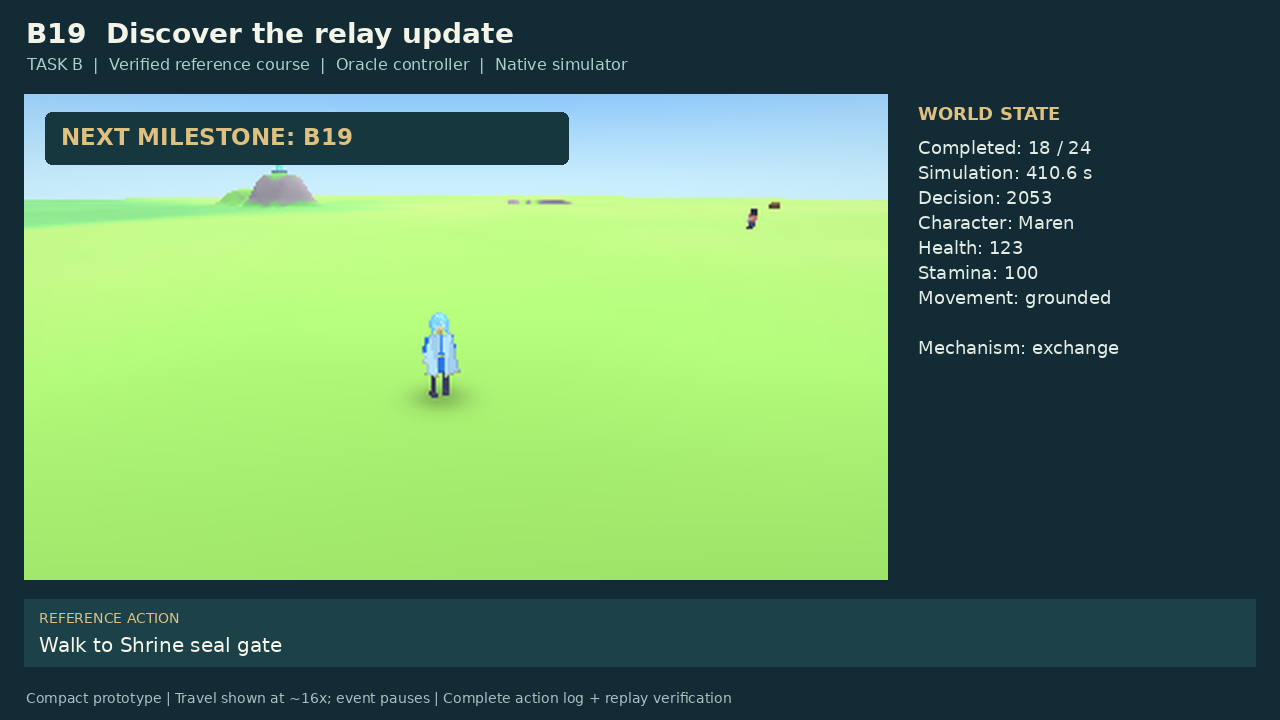 B19  Discover the relay update
TASK B  |  Verified reference course  |  Oracle controller  |  Native simulator
NEXT MILESTONE: B19
WORLD STATE
Completed: 18 / 24
Simulation: 410.6 s
Decision: 2053
Character: Maren
Health: 123
Stamina: 100
Movement: grounded
Mechanism: exchange
REFERENCE ACTION
Walk to Shrine seal gate
Compact prototype | Travel shown at ~16x; event pauses | Complete action log + replay verification